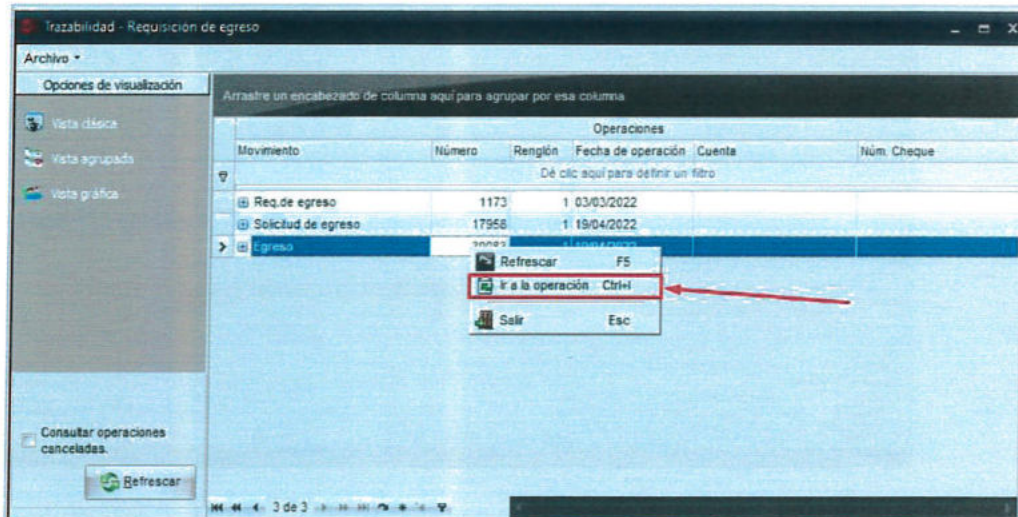 Trazabilidad - Requisición de egreso
Archivo
Opciones de visualización
Arrastre un encabezado de columna aquí para agrupar por esa columna
Vista clásica
Vista agrupada
Vista gráfica
Operaciones
Movimiento Número Renglón Fecha de operación Cuenta Núm. Cheque
Dé clic aquí para definir un filtro
Req.de egreso 1173 1 03/03/2022
Solicitud de egreso 17958 1 19/04/2022
Egreso
Refrescar F5
Ir a la operación Ctrl+I
Salir Esc
Consultar operaciones
canceladas.
Refrescar
3 de 3